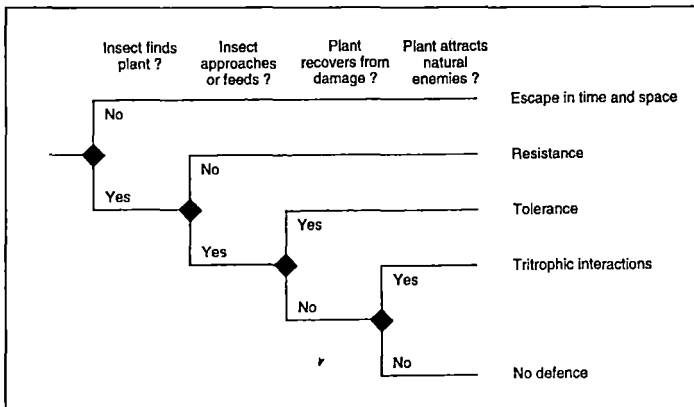 Insect finds
plant ?
Insect
approaches
or feeds ?
Plant
recovers from
damage ?
Plant attracts
natural
enemies ?
No
Escape in time and space
No
Resistance
Yes
Yes
Tolerance
Yes
Yes
Tritrophic interactions
No
No
No defence